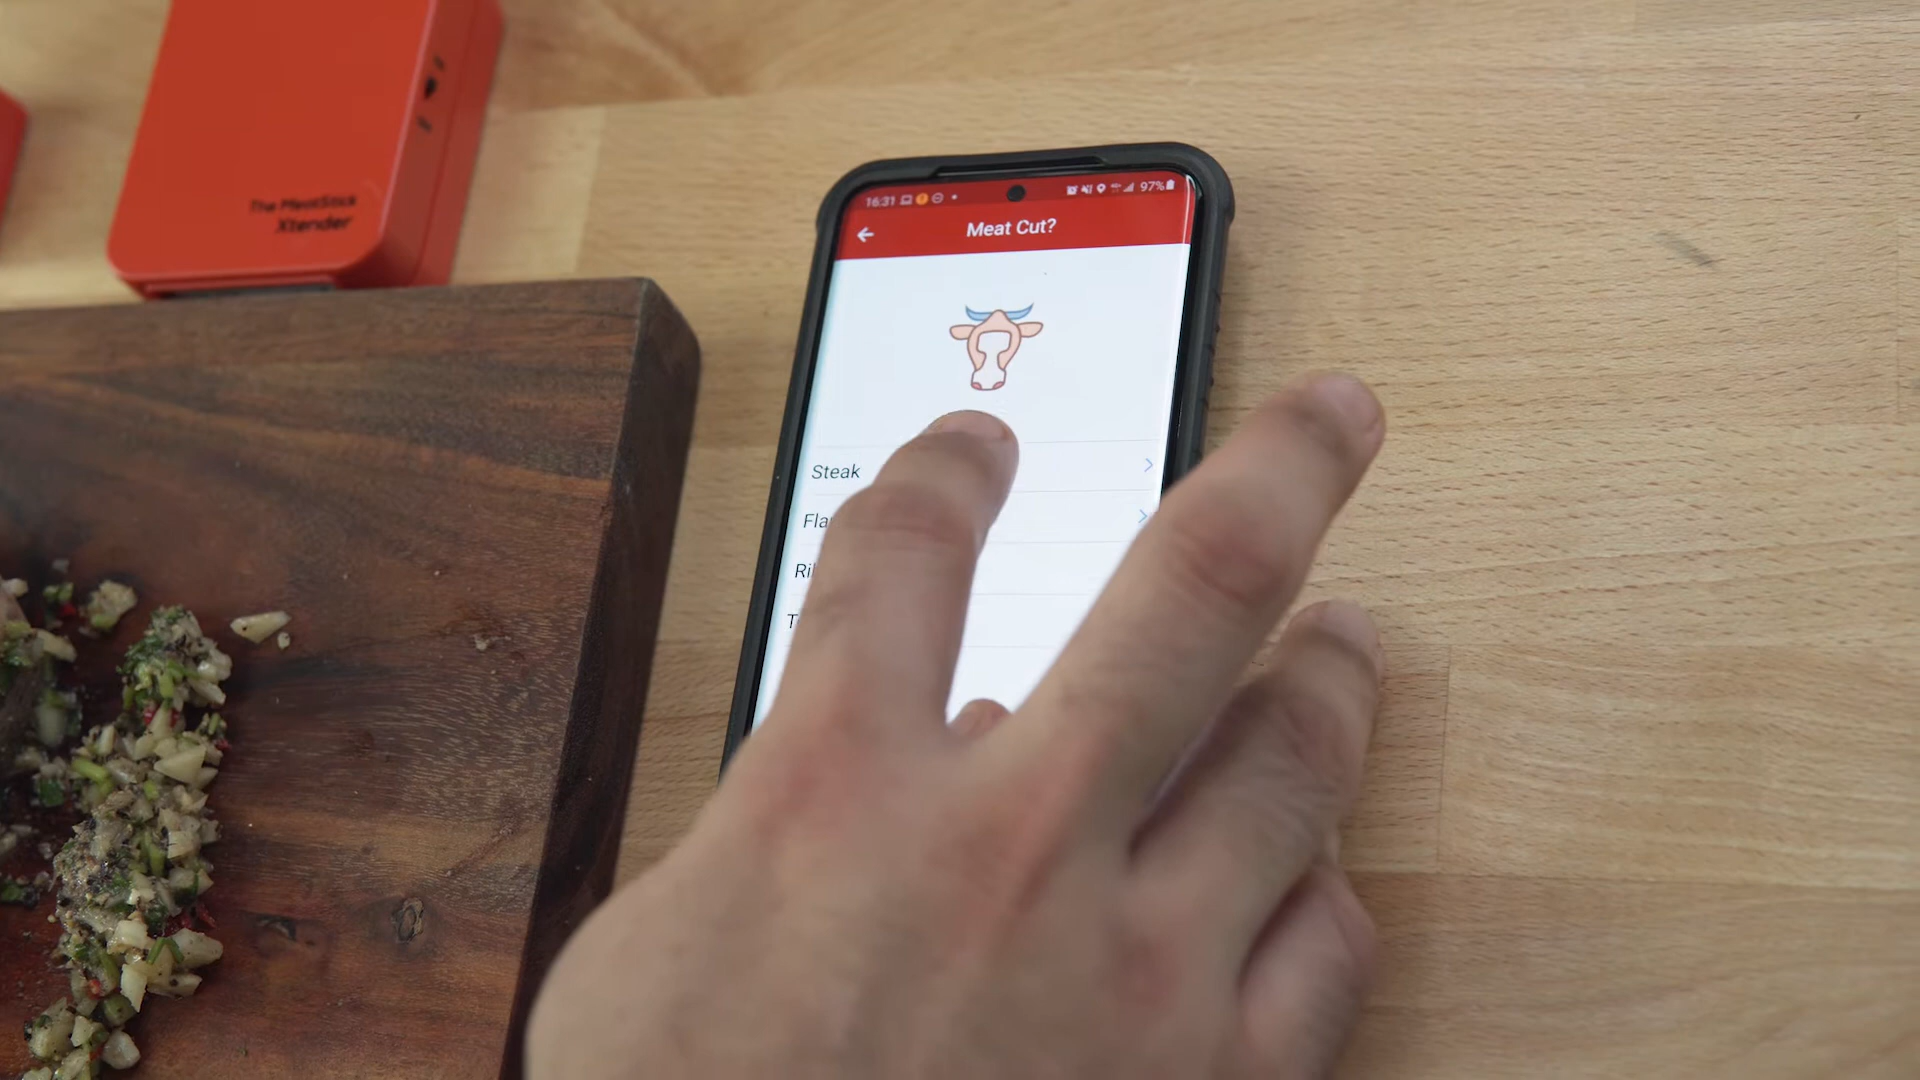 The MeatStick
Xtender
16:31
97%
Meat Cut?
Steak